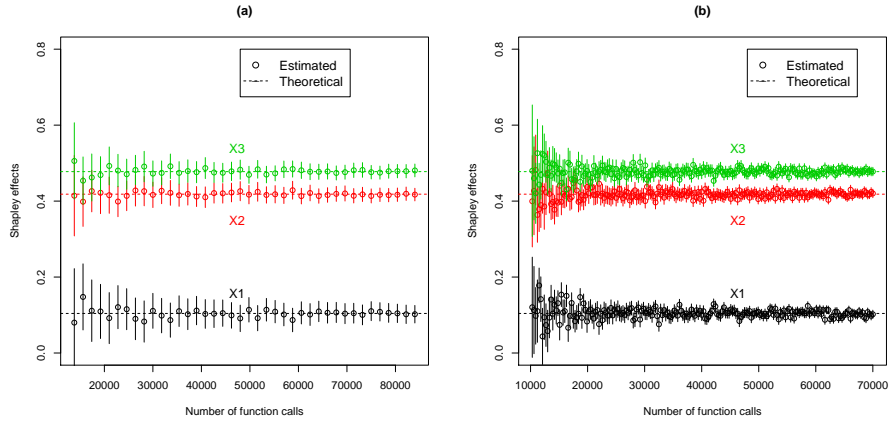 (a)
0.8
0.6
0.4
0.2
0.0
Shapley effects
Estimated
Theoretical
X3
X2
X1
20000 30000 40000 50000 60000 70000 80000
Number of function calls
(b)
0.8
0.6
0.4
0.2
0.0
Shapley effects
Estimated
Theoretical
X3
X2
X1
10000 20000 30000 40000 50000 60000 70000
Number of function calls